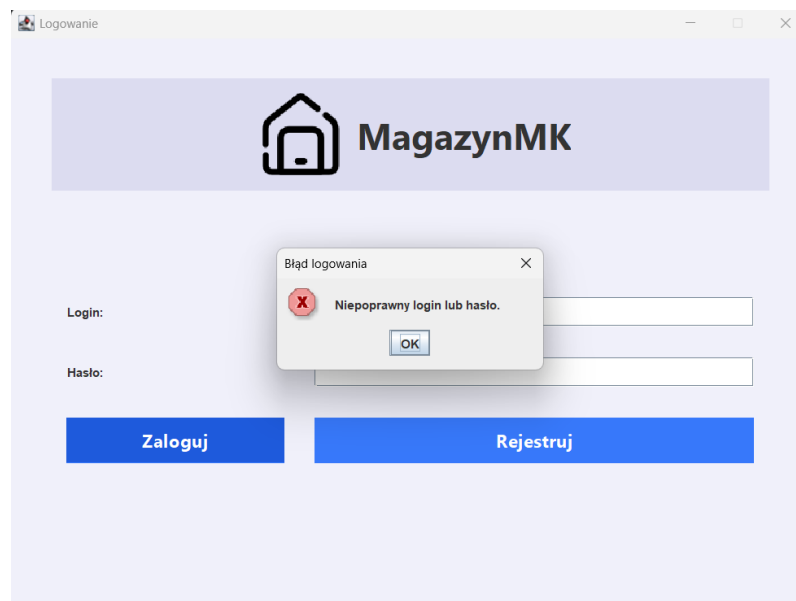 Logowanie
MagazynMK
Błąd logowania
Niepoprawny login lub hasło.
OK
Login:
Hasło:
Zaloguj
Rejestruj